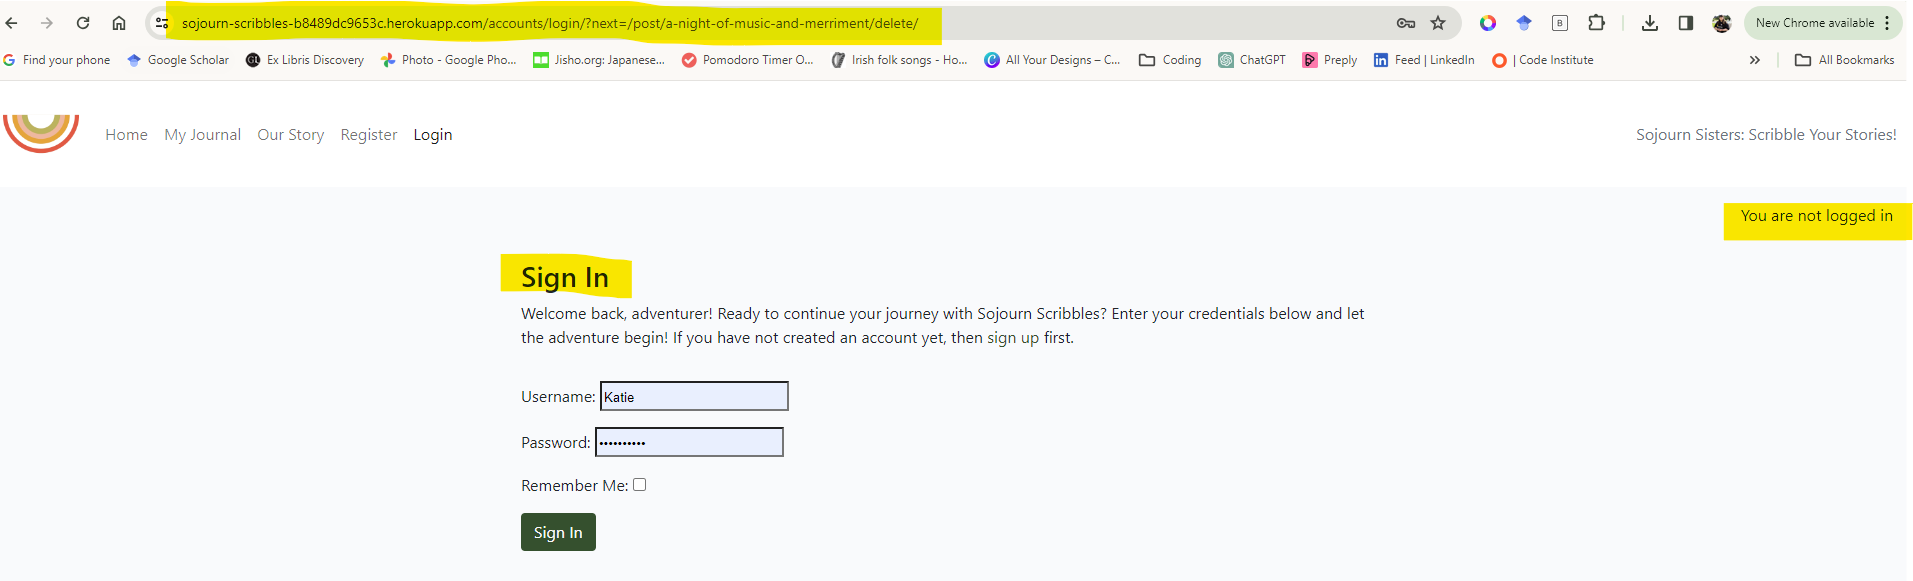 sojourn-scribbles-b8489dc9653c.herokuapp.com/accounts/login/?next=/post/a-night-of-music-and-merriment/delete/
New Chrome available
Find your phone
Google Scholar
Ex Libris Discovery
Photo - Google Pho...
Jisho.org: Japanese...
Pomodoro Timer O...
Irish folk songs - Ho...
All Your Designs – C...
Coding
ChatGPT
Preply
Feed | LinkedIn
| Code Institute
All Bookmarks
Home My Journal Our Story Register Login
Sojourn Sisters: Scribble Your Stories!
You are not logged in
Sign In
Welcome back, adventurer! Ready to continue your journey with Sojourn Scribbles? Enter your credentials below and let
the adventure begin! If you have not created an account yet, then sign up first.
Username: Katie
Password: ••••••••••
Remember Me:
Sign In